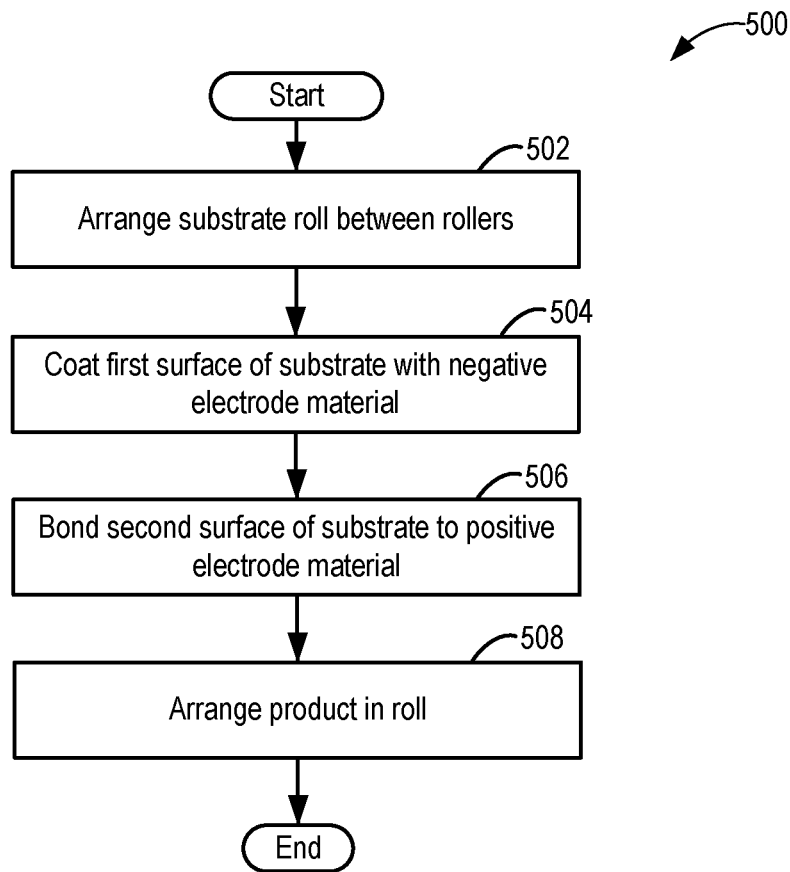 500
Start
502
Arrange substrate roll between rollers
504
Coat first surface of substrate with negative
electrode material
506
Bond second surface of substrate to positive
electrode material
508
Arrange product in roll
End